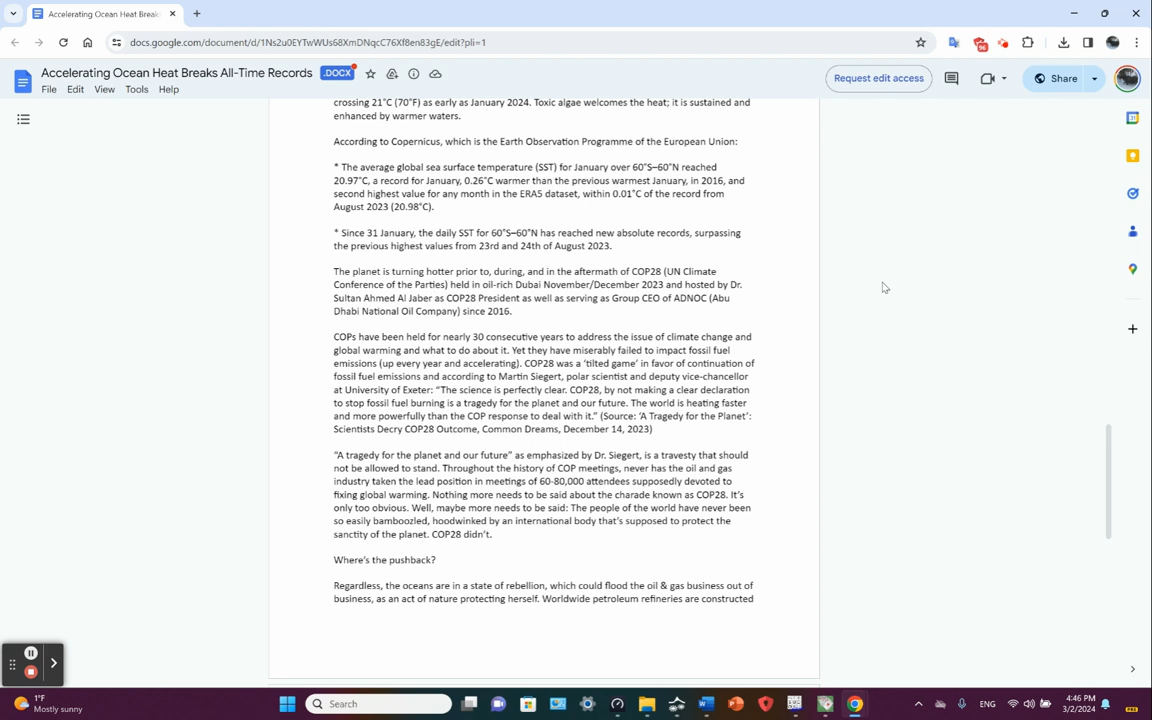 Accelerating Ocean Heat Breaks
docs.google.com/document/d/1Ns2u0EYTwWUs68XmDNqcC76Xf8en83gE/edit?pli=1
96
Accelerating Ocean Heat Breaks All-Time Records .DOCX
File Edit View Tools Help
Request edit access
Share
crossing 21°C (70°F) as early as January 2024. Toxic algae welcomes the heat; it is sustained and
enhanced by warmer waters.
According to Copernicus, which is the Earth Observation Programme of the European Union:
* The average global sea surface temperature (SST) for January over 60°S–60°N reached
20.97°C, a record for January, 0.26°C warmer than the previous warmest January, in 2016, and
second highest value for any month in the ERA5 dataset, within 0.01°C of the record from
August 2023 (20.98°C).
* Since 31 January, the daily SST for 60°S–60°N has reached new absolute records, surpassing
the previous highest values from 23rd and 24th of August 2023.
The planet is turning hotter prior to, during, and in the aftermath of COP28 (UN Climate
Conference of the Parties) held in oil-rich Dubai November/December 2023 and hosted by Dr.
Sultan Ahmed Al Jaber as COP28 President as well as serving as Group CEO of ADNOC (Abu
Dhabi National Oil Company) since 2016.
COPs have been held for nearly 30 consecutive years to address the issue of climate change and
global warming and what to do about it. Yet they have miserably failed to impact fossil fuel
emissions (up every year and accelerating). COP28 was a ‘tilted game’ in favor of continuation of
fossil fuel emissions and according to Martin Siegert, polar scientist and deputy vice-chancellor
at University of Exeter: “The science is perfectly clear. COP28, by not making a clear declaration
to stop fossil fuel burning is a tragedy for the planet and our future. The world is heating faster
and more powerfully than the COP response to deal with it.” (Source: ‘A Tragedy for the Planet’:
Scientists Decry COP28 Outcome, Common Dreams, December 14, 2023)
“A tragedy for the planet and our future” as emphasized by Dr. Siegert, is a travesty that should
not be allowed to stand. Throughout the history of COP meetings, never has the oil and gas
industry taken the lead position in meetings of 60-80,000 attendees supposedly devoted to
fixing global warming. Nothing more needs to be said about the charade known as COP28. It’s
only too obvious. Well, maybe more needs to be said: The people of the world have never been
so easily bamboozled, hoodwinked by an international body that’s supposed to protect the
sanctity of the planet. COP28 didn’t.
Where’s the pushback?
Regardless, the oceans are in a state of rebellion, which could flood the oil & gas business out of
business, as an act of nature protecting herself. Worldwide petroleum refineries are constructed
1°F
Mostly sunny
Search
ENG
4:46 PM
3/2/2024